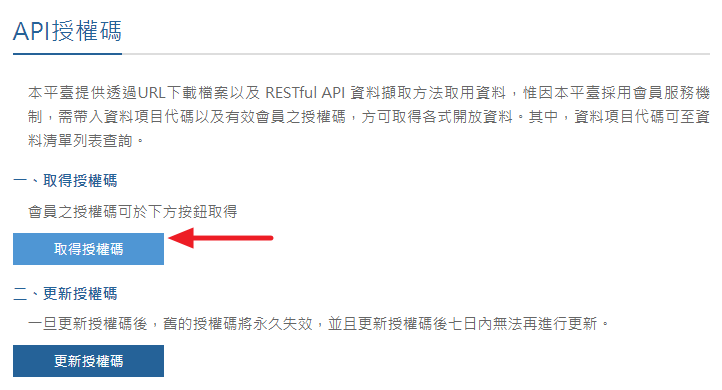 API授權碼
本平臺提供透過URL下載檔案以及 RESTful API 資料擷取方法取用資料，惟因本平臺採用會員服務機
制，需帶入資料項目代碼以及有效會員之授權碼，方可取得各式開放資料。其中，資料項目代碼可至資
料清單列表查詢。
一、取得授權碼
會員之授權碼可於下方按鈕取得
取得授權碼
二、更新授權碼
一旦更新授權碼後，舊的授權碼將永久失效，並且更新授權碼後七日內無法再進行更新。
更新授權碼